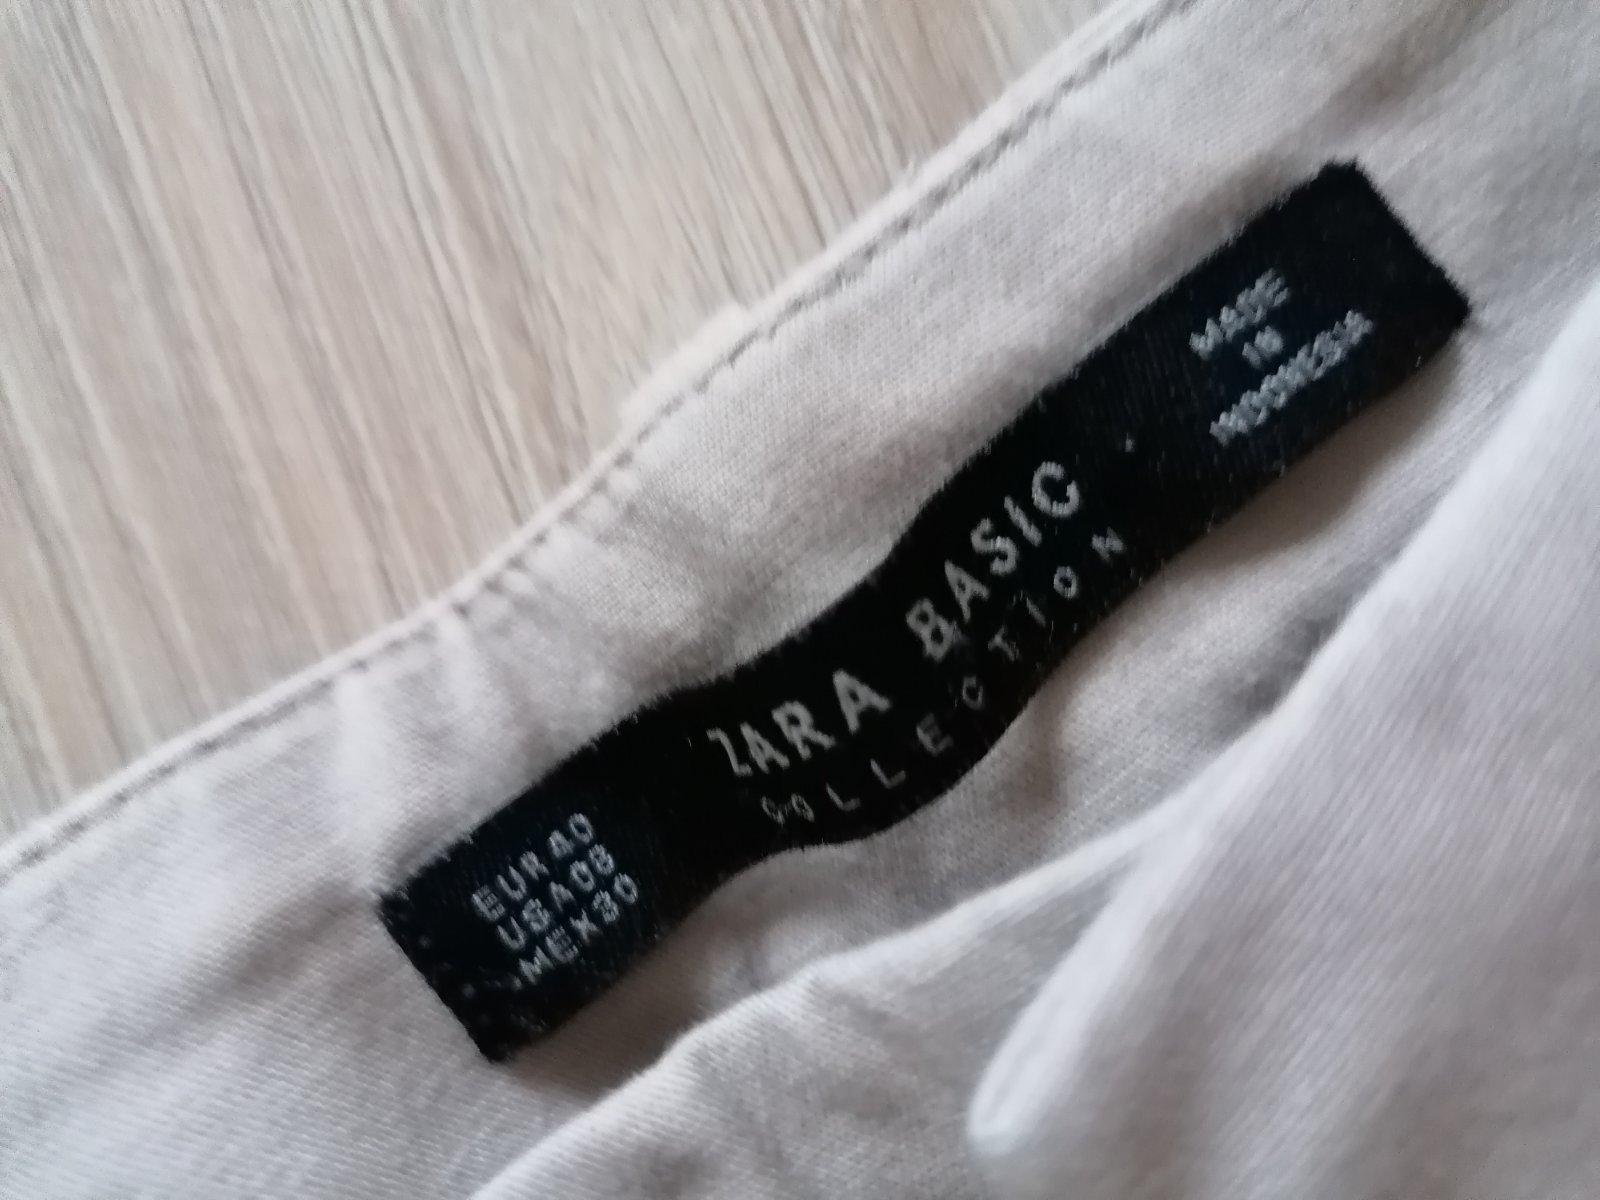 EUR 40
USA 08
MEX 30
ZARA BASIC
COLLECTION
MADE
IN
INDONESIA